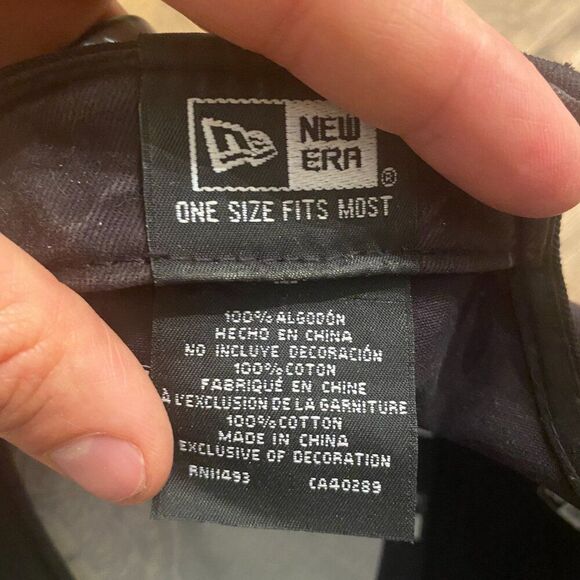 NEW
ERA®
ONE SIZE FITS MOST
100% ALGODÓN
HECHO EN CHINA
NO INCLUYE DECORACIÓN
100% COTON
FABRIQUÉ EN CHINE
À L'EXCLUSION DE LA GARNITURE
100% COTTON
MADE IN CHINA
EXCLUSIVE OF DECORATION
RN11493 CA40289